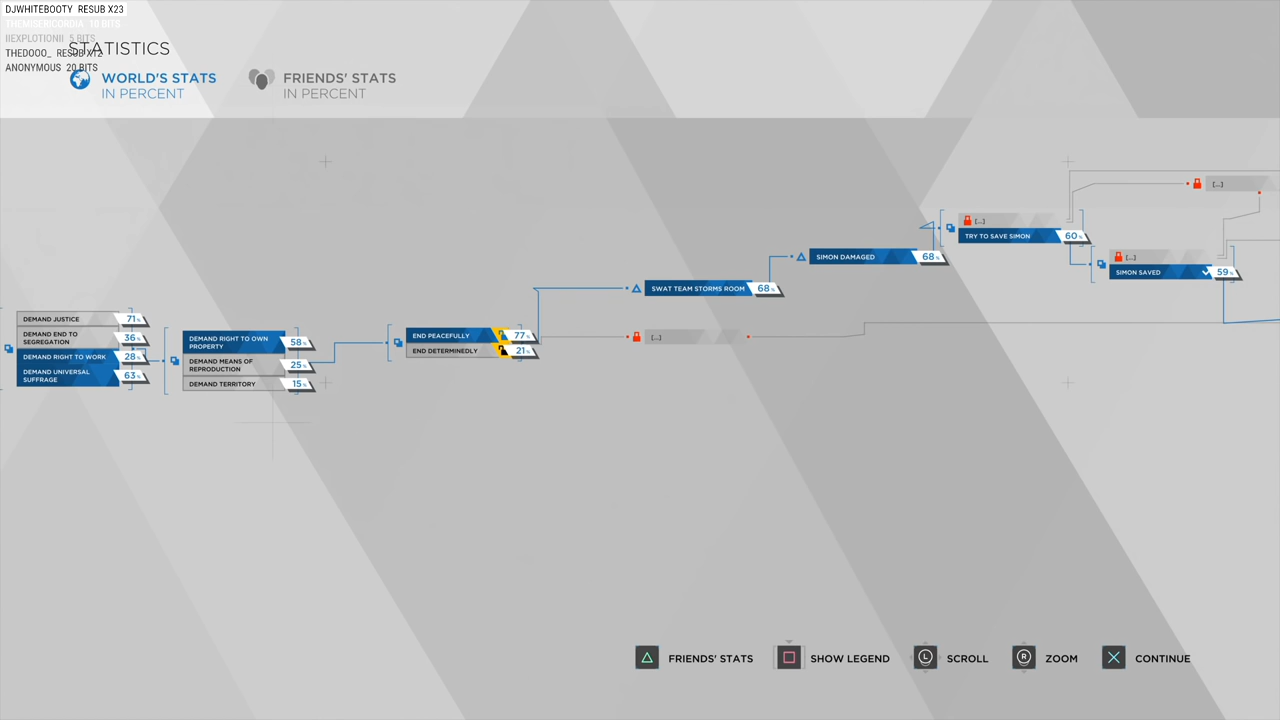 DJWHITEBOOTY RESUB X23
THEMISERICORDIA 10 BITS
IIEXPLOTIONII 5 BITS
THEDOOO_ RESUB X12
ANONYMOUS 20 BITS
STATISTICS
WORLD'S STATS
IN PERCENT
FRIENDS' STATS
IN PERCENT
DEMAND JUSTICE 71%
DEMAND END TO
SEGREGATION 36%
DEMAND RIGHT TO WORK 28%
DEMAND UNIVERSAL
SUFFRAGE 63%
DEMAND RIGHT TO OWN
PROPERTY 58%
DEMAND MEANS OF
REPRODUCTION 25%
DEMAND TERRITORY 15%
END PEACEFULLY 77%
END DETERMINEDLY 21%
SWAT TEAM STORMS ROOM 68%
[...]
SIMON DAMAGED 68%
[...]
TRY TO SAVE SIMON 60%
[...]
SIMON SAVED 59%
[...]
FRIENDS' STATS
SHOW LEGEND
L SCROLL
R ZOOM
CONTINUE